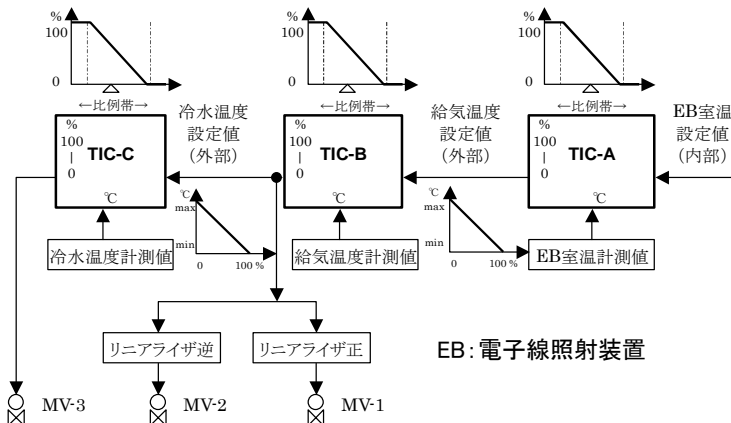 %
100
0
←比例帯→
%
100
0
←比例帯→
%
100
0
←比例帯→
冷水温度
設定値
(外部)
給気温度
設定値
(外部)
EB室温
設定値
(内部)
%
100
|
0
TIC-C
℃
%
100
|
0
TIC-B
℃
%
100
|
0
TIC-A
℃
℃
max
min
0
100 %
℃
max
min
0
100 %
冷水温度計測値
給気温度計測値
EB室温計測値
リニアライザ逆
リニアライザ正
EB:電子線照射装置
MV-3
MV-2
MV-1